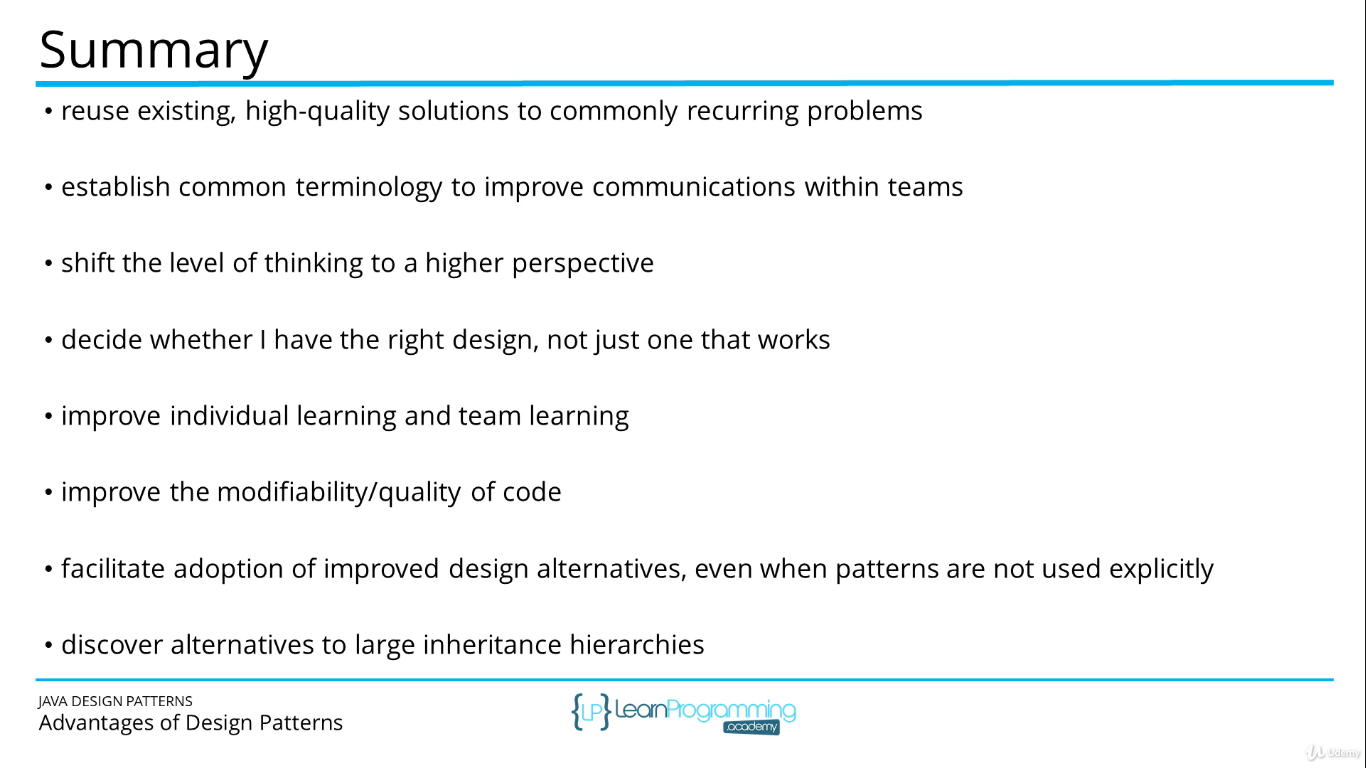 Summary
• reuse existing, high-quality solutions to commonly recurring problems
• establish common terminology to improve communications within teams
• shift the level of thinking to a higher perspective
• decide whether I have the right design, not just one that works
• improve individual learning and team learning
• improve the modifiability/quality of code
• facilitate adoption of improved design alternatives, even when patterns are not used explicitly
• discover alternatives to large inheritance hierarchies
JAVA DESIGN PATTERNS
Advantages of Design Patterns
{LP} LearnProgramming
.academy
Udemy